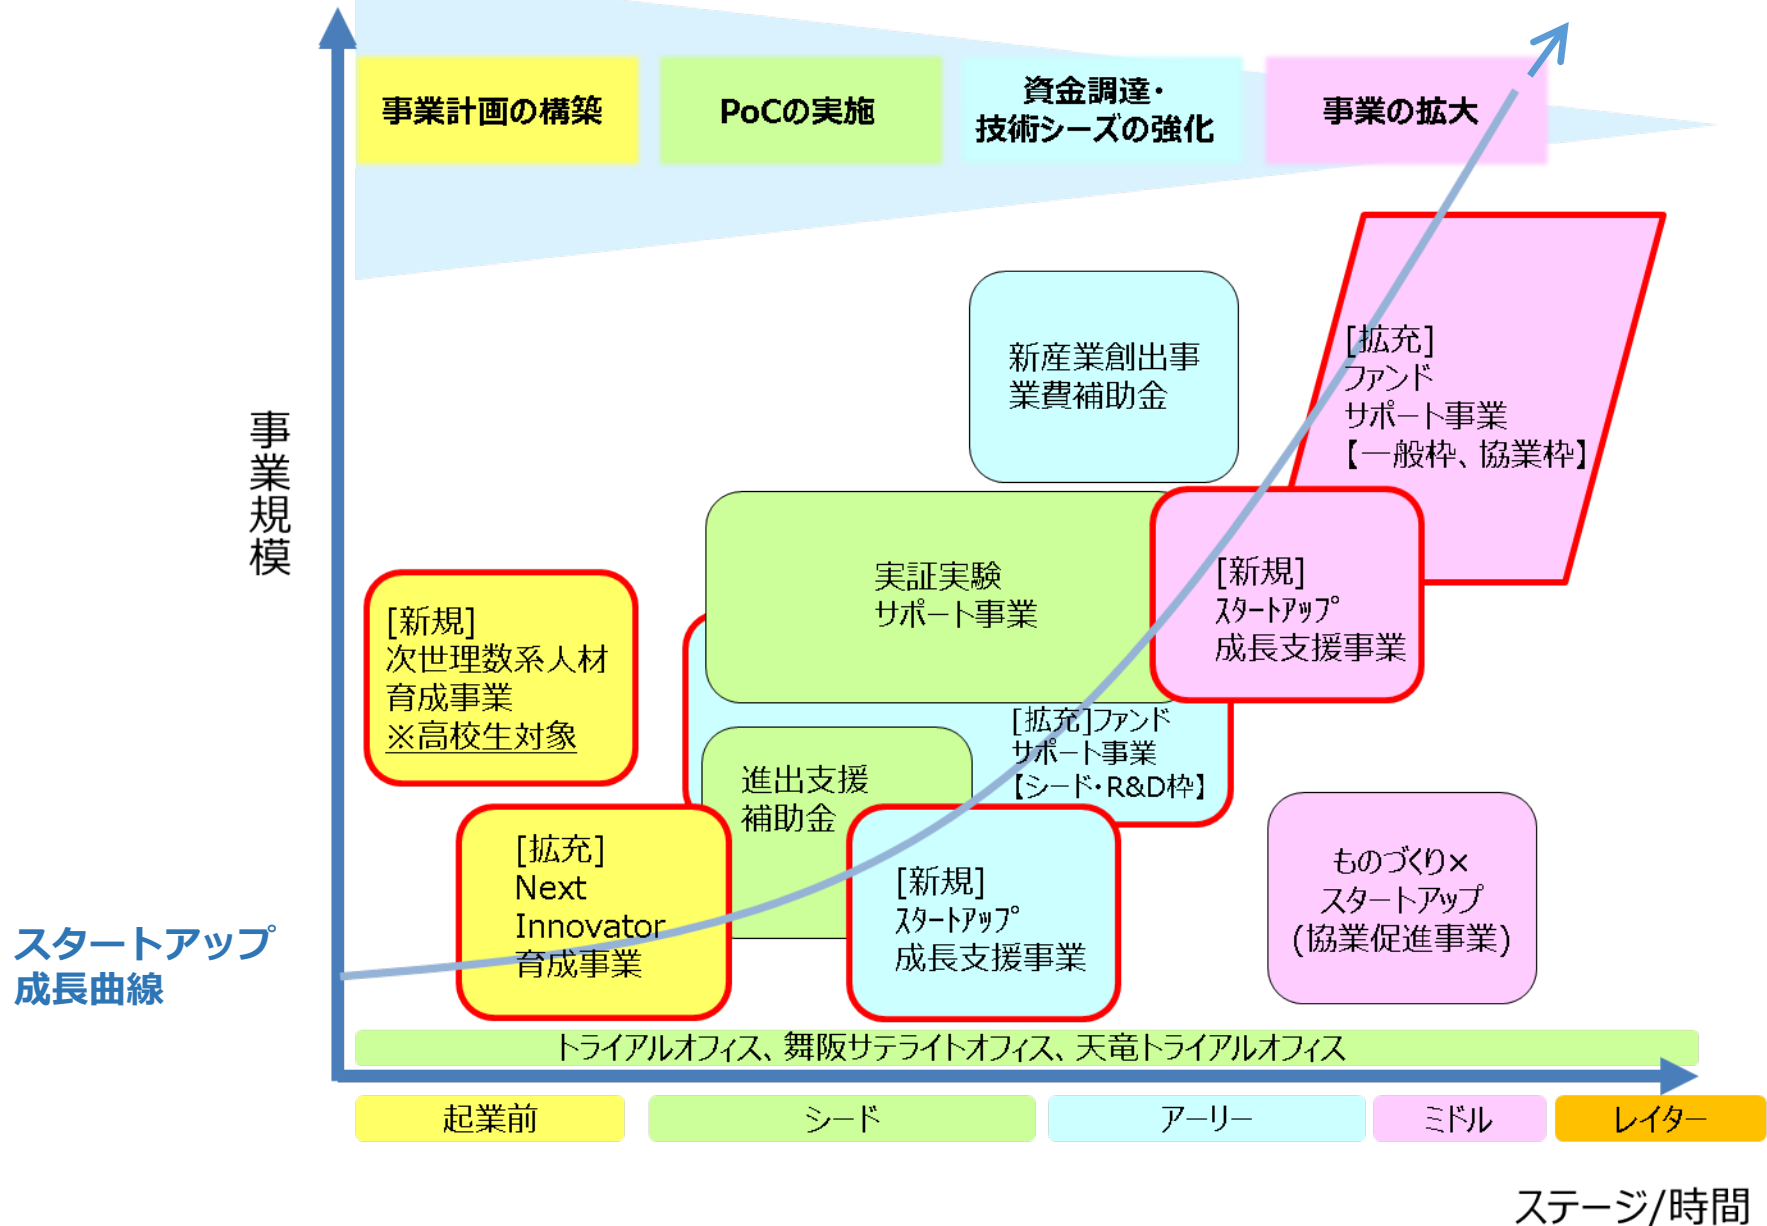 事業計画の構築
PoCの実施
資金調達・
技術シーズの強化
事業の拡大
事業規模
新産業創出事
業費補助金
[拡充]
ファンド
サポート事業
【一般枠、協業枠】
実証実験
サポート事業
[新規]
スタートアップ
成長支援事業
[新規]
次世理数系人材
育成事業
※高校生対象
[拡充]ファンド
サポート事業
【シード・R&D枠】
進出支援
補助金
[拡充]
Next
Innovator
育成事業
[新規]
スタートアップ
成長支援事業
ものづくり×
スタートアップ
(協業促進事業)
スタートアップ
成長曲線
トライアルオフィス、舞阪サテライトオフィス、天竜トライアルオフィス
起業前
シード
アーリー
ミドル
レイター
ステージ/時間